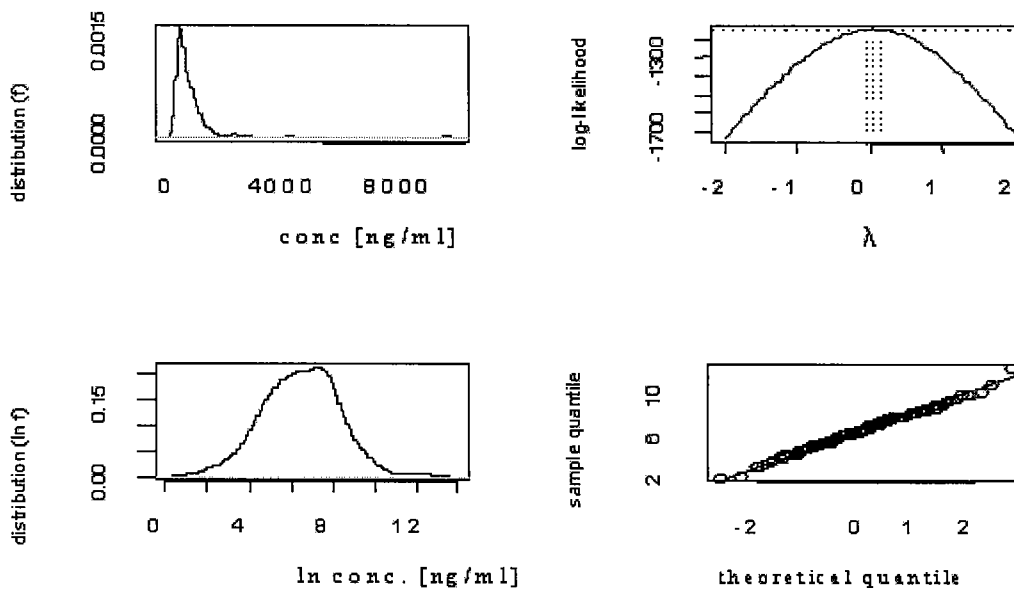 distribution (f)
0.0000 0.0015
0 4000 8000
conc [ng/ml]
log-likelihood
-1700 -1300
-2 -1 0 1 2
λ
distribution (ln f)
0.00 0.15
0 4 8 12
ln conc. [ng/ml]
sample quantile
2 6 10
-2 0 1 2
theoretical quantile